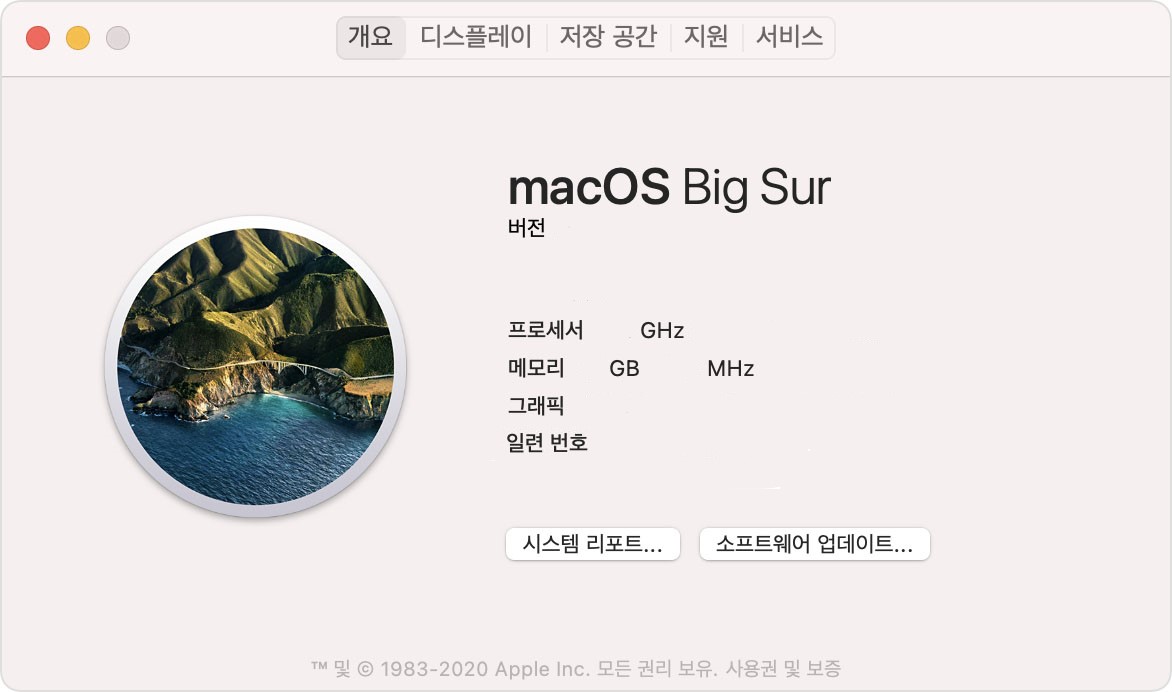 개요 디스플레이 저장 공간 지원 서비스
macOS Big Sur
버전
프로세서 GHz
메모리 GB MHz
그래픽
일련 번호
시스템 리포트... 소프트웨어 업데이트...
™ 및 © 1983-2020 Apple Inc. 모든 권리 보유. 사용권 및 보증